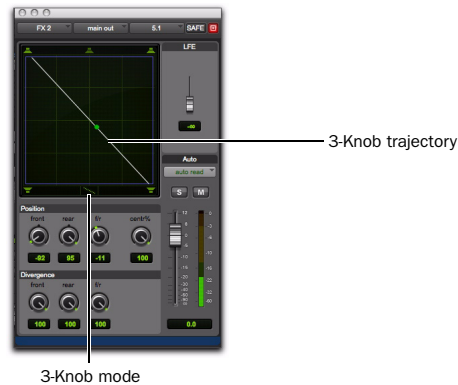 FX 2 main out 5.1 SAFE
LFE
3-Knob trajectory
Auto
auto read
S M
Position
front rear f/r centr%
-92 95 -11 100
Divergence
front rear f/r
100 100 100
0.0
3-Knob mode